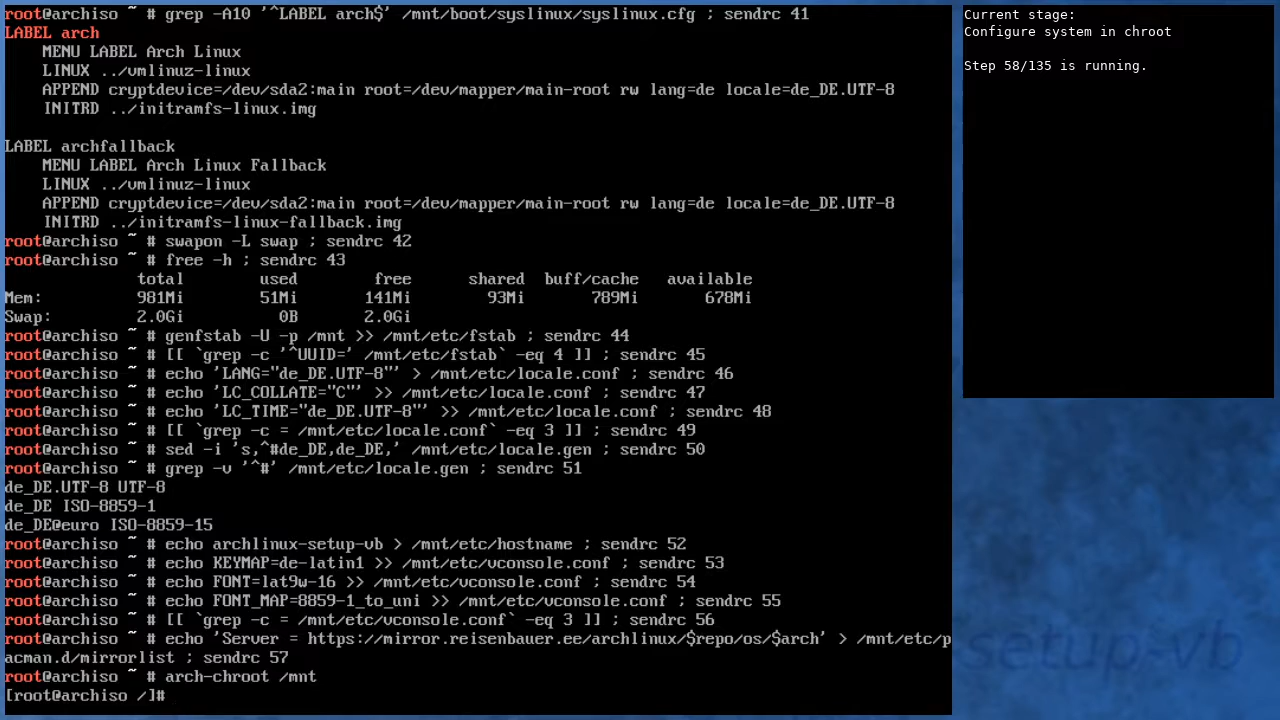 root@archiso ~ # grep -A10 '^LABEL arch$' /mnt/boot/syslinux/syslinux.cfg ; sendrc 41
LABEL arch
    MENU LABEL Arch Linux
    LINUX ../vmlinuz-linux
    APPEND cryptdevice=/dev/sda2:main root=/dev/mapper/main-root rw lang=de locale=de_DE.UTF-8
    INITRD ../initramfs-linux.img

LABEL archfallback
    MENU LABEL Arch Linux Fallback
    LINUX ../vmlinuz-linux
    APPEND cryptdevice=/dev/sda2:main root=/dev/mapper/main-root rw lang=de locale=de_DE.UTF-8
    INITRD ../initramfs-linux-fallback.img
root@archiso ~ # swapon -L swap ; sendrc 42
root@archiso ~ # free -h ; sendrc 43
              total        used        free      shared  buff/cache   available
Mem:          981Mi        51Mi       141Mi        93Mi       789Mi       678Mi
Swap:         2.0Gi          0B       2.0Gi
root@archiso ~ # genfstab -U -p /mnt >> /mnt/etc/fstab ; sendrc 44
root@archiso ~ # [[ `grep -c '^UUID=' /mnt/etc/fstab` -eq 4 ]] ; sendrc 45
root@archiso ~ # echo 'LANG="de_DE.UTF-8"' > /mnt/etc/locale.conf ; sendrc 46
root@archiso ~ # echo 'LC_COLLATE="C"' >> /mnt/etc/locale.conf ; sendrc 47
root@archiso ~ # echo 'LC_TIME="de_DE.UTF-8"' >> /mnt/etc/locale.conf ; sendrc 48
root@archiso ~ # [[ `grep -c = /mnt/etc/locale.conf` -eq 3 ]] ; sendrc 49
root@archiso ~ # sed -i 's,^#de_DE,de_DE,' /mnt/etc/locale.gen ; sendrc 50
root@archiso ~ # grep -v '^#' /mnt/etc/locale.gen ; sendrc 51
de_DE.UTF-8 UTF-8
de_DE ISO-8859-1
de_DE@euro ISO-8859-15
root@archiso ~ # echo archlinux-setup-vb > /mnt/etc/hostname ; sendrc 52
root@archiso ~ # echo KEYMAP=de-latin1 >> /mnt/etc/vconsole.conf ; sendrc 53
root@archiso ~ # echo FONT=lat9w-16 >> /mnt/etc/vconsole.conf ; sendrc 54
root@archiso ~ # echo FONT_MAP=8859-1_to_uni >> /mnt/etc/vconsole.conf ; sendrc 55
root@archiso ~ # [[ `grep -c = /mnt/etc/vconsole.conf` -eq 3 ]] ; sendrc 56
root@archiso ~ # echo 'Server = https://mirror.reisenbauer.ee/archlinux/$repo/os/$arch' > /mnt/etc/p
acman.d/mirrorlist ; sendrc 57
root@archiso ~ # arch-chroot /mnt
[root@archiso /]#
Current stage:
Configure system in chroot

Step 58/135 is running.
setup-vb